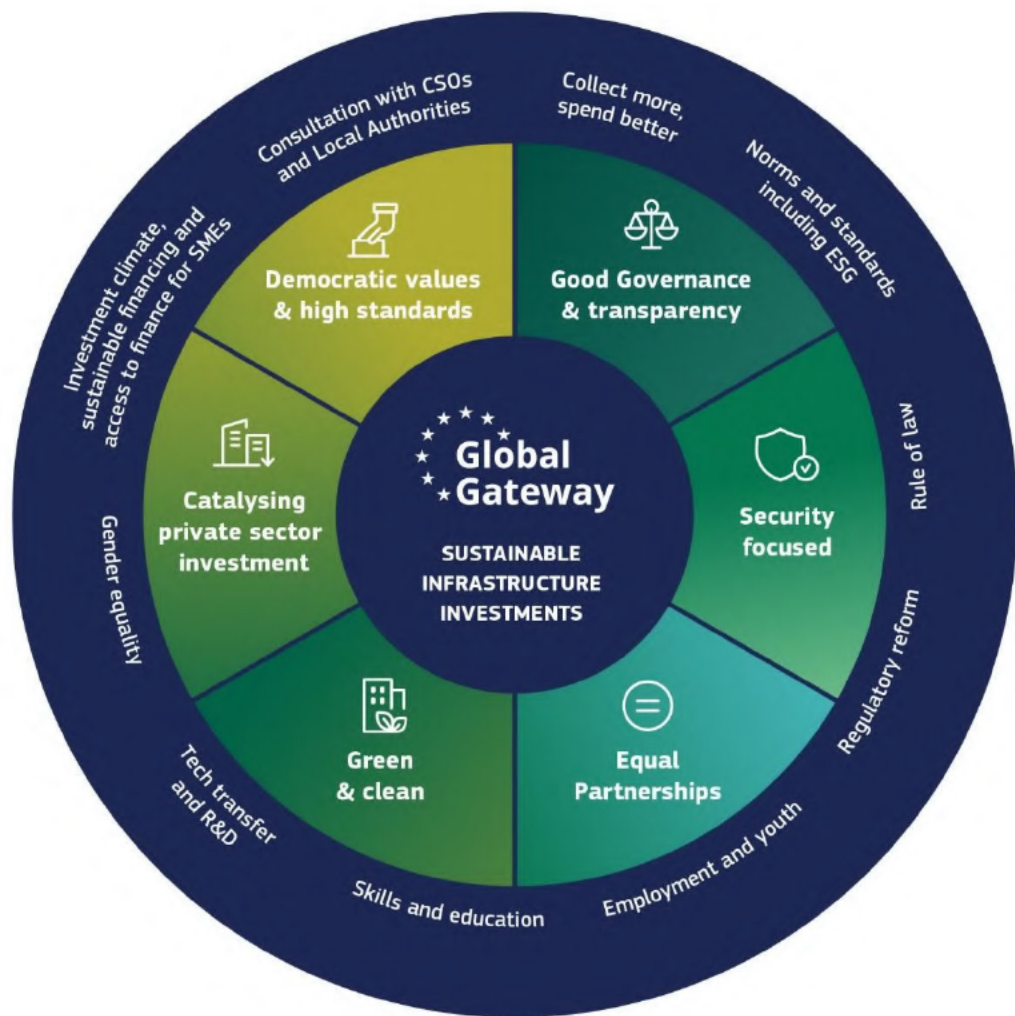 Consultation with CSOs
and Local Authorities
Collect more,
spend better
Norms and standards
including ESG
Rule of law
Regulatory reform
Employment and youth
Skills and education
Tech transfer
and R&D
Gender equality
Investment climate,
sustainable financing and
access to finance for SMEs
Democratic values
& high standards
Good Governance
& transparency
Security
focused
Equal
Partnerships
Green
& clean
Catalysing
private sector
investment
Global
Gateway
SUSTAINABLE
INFRASTRUCTURE
INVESTMENTS